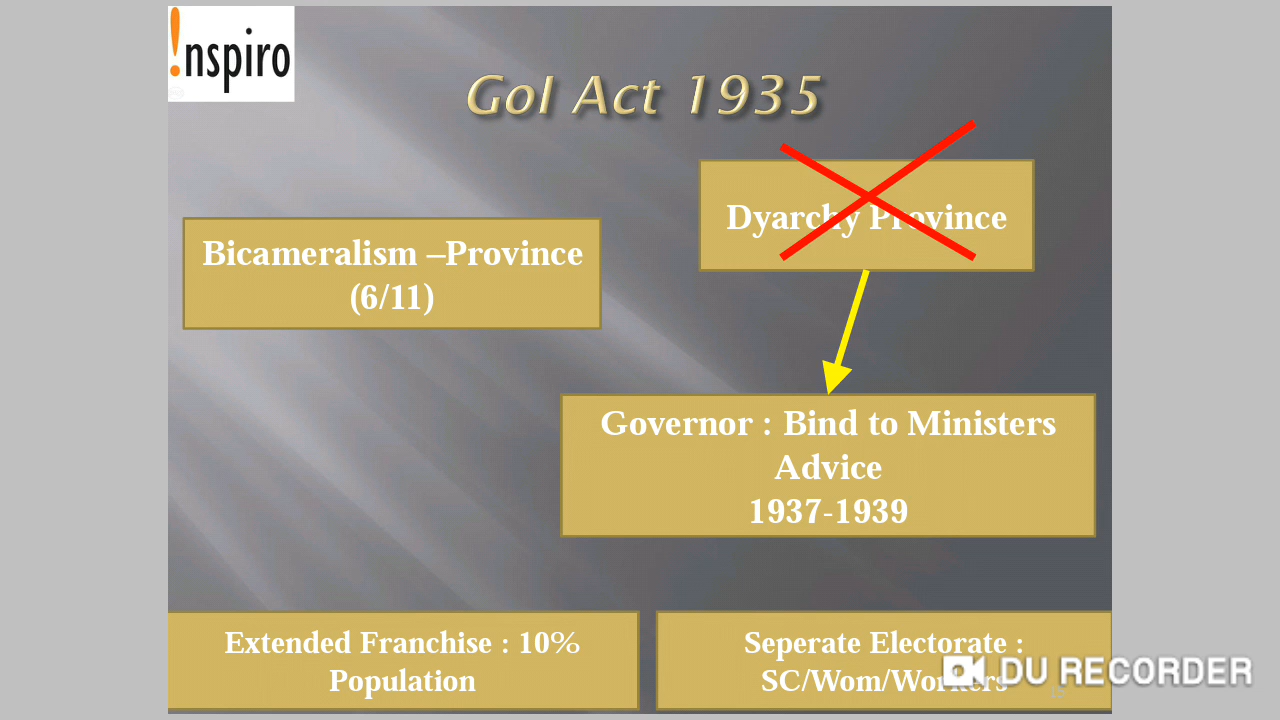 !nspiro
GoI Act 1935
Dyarchy Province
Bicameralism –Province
(6/11)
Governor : Bind to Ministers
Advice
1937-1939
Extended Franchise : 10%
Population
Seperate Electorate :
SC/Wom/Workers
DU RECORDER